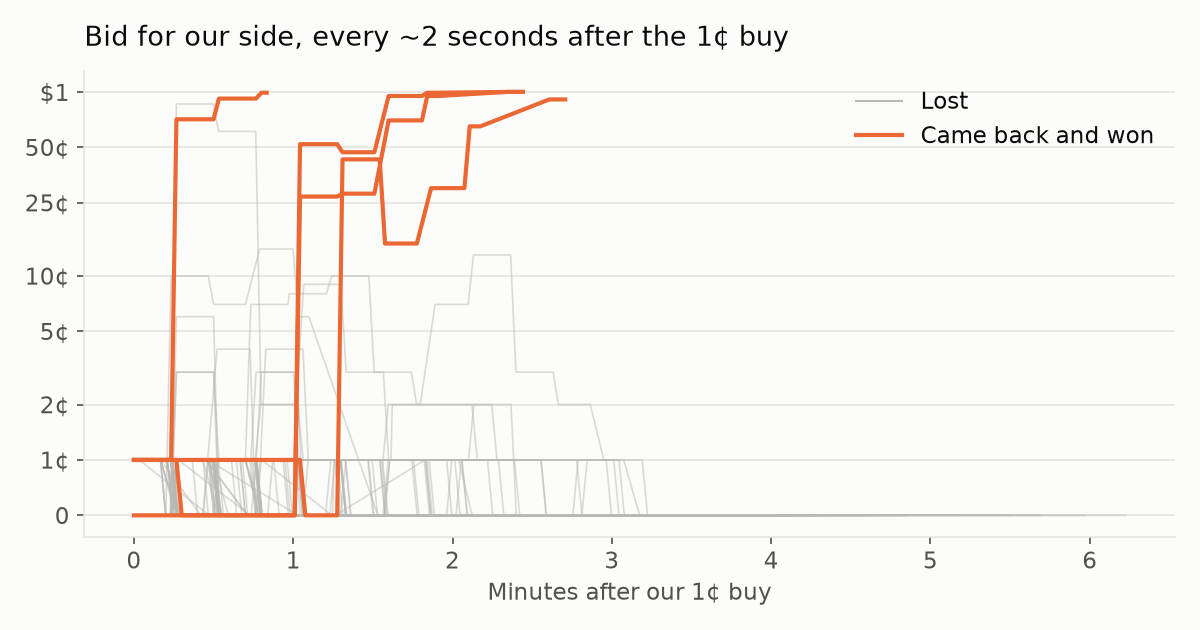 Bid for our side, every ~2 seconds after the 1¢ buy
$1
50¢
25¢
10¢
5¢
2¢
1¢
0
Lost
Came back and won
0 1 2 3 4 5 6
Minutes after our 1¢ buy